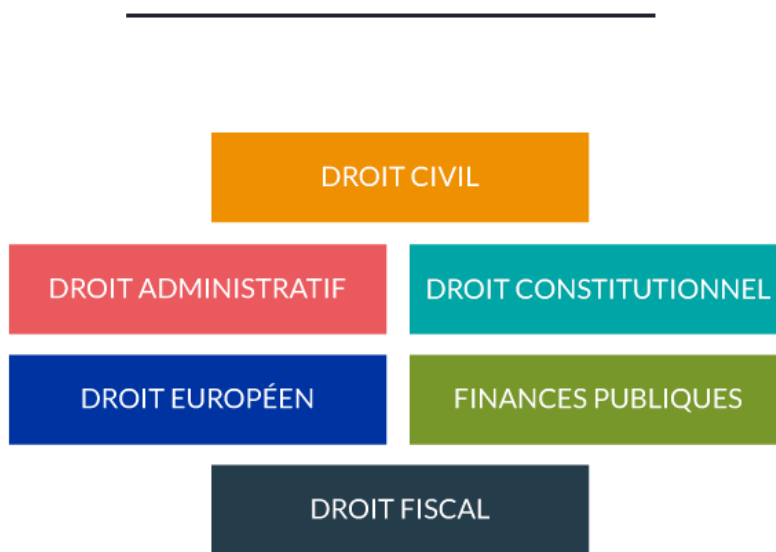 DROIT CIVIL
DROIT ADMINISTRATIF
DROIT CONSTITUTIONNEL
DROIT EUROPÉEN
FINANCES PUBLIQUES
DROIT FISCAL